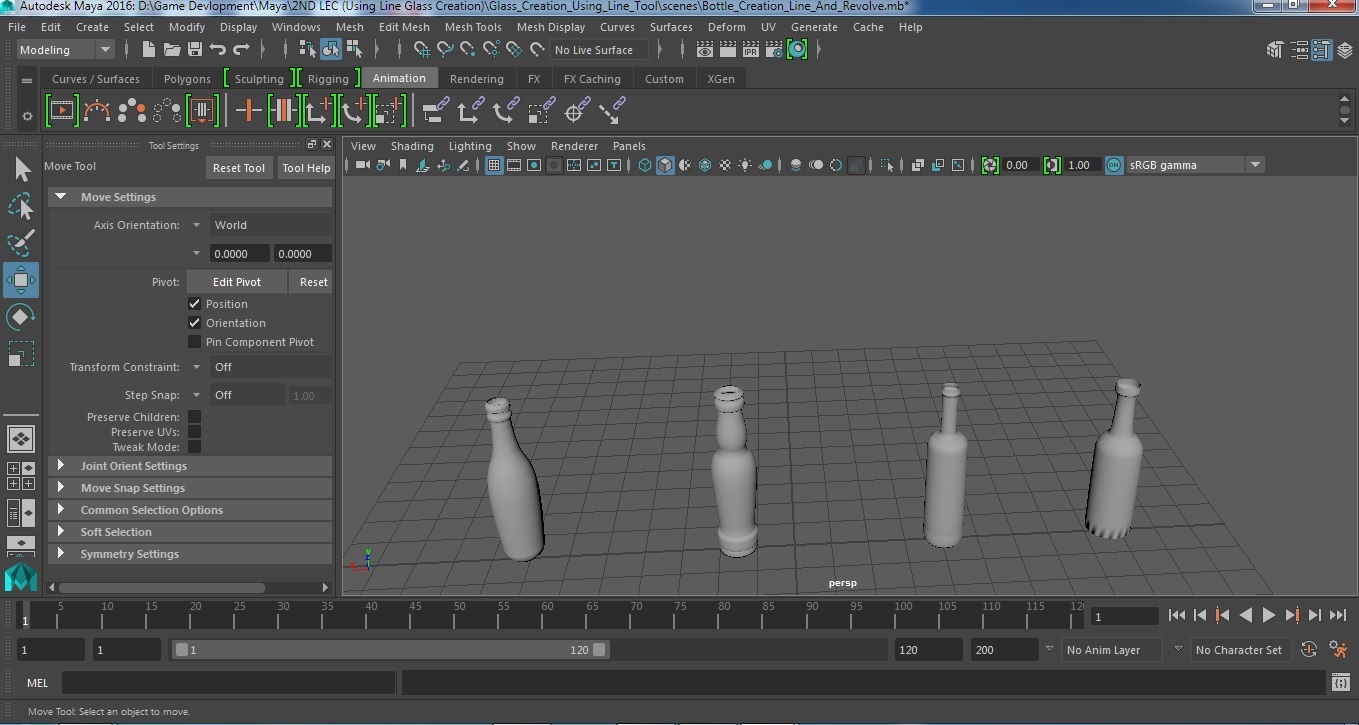 Autodesk Maya 2016: D:\Game Devlopment\Maya\2ND LEC (Using Line Glass Creation)\Glass_Creation_Using_Line_Tool\scenes\Bottle_Creation_Line_And_Revolve.mb*
File Edit Create Select Modify Display Windows Mesh Edit Mesh Mesh Tools Mesh Display Curves Surfaces Deform UV Generate Cache Help
Modeling No Live Surface IPR
Curves / Surfaces Polygons Sculpting Rigging Animation Rendering FX FX Caching Custom XGen
Tool Settings
View Shading Lighting Show Renderer Panels
Move Tool Reset Tool Tool Help
0.00 1.00 ON sRGB gamma
Move Settings
Axis Orientation: World
0.0000 0.0000
Pivot: Edit Pivot Reset
Position
Orientation
Pin Component Pivot
Transform Constraint: Off
Step Snap: Off 1.00
Preserve Children:
Preserve UVs:
Tweak Mode:
Joint Orient Settings
Move Snap Settings
Common Selection Options
Soft Selection
Symmetry Settings
persp
1 5 10 15 20 25 30 35 40 45 50 55 60 65 70 75 80 85 90 95 100 105 110 115 12 1
1 1 1 120 120 200 No Anim Layer No Character Set
MEL
Move Tool: Select an object to move.